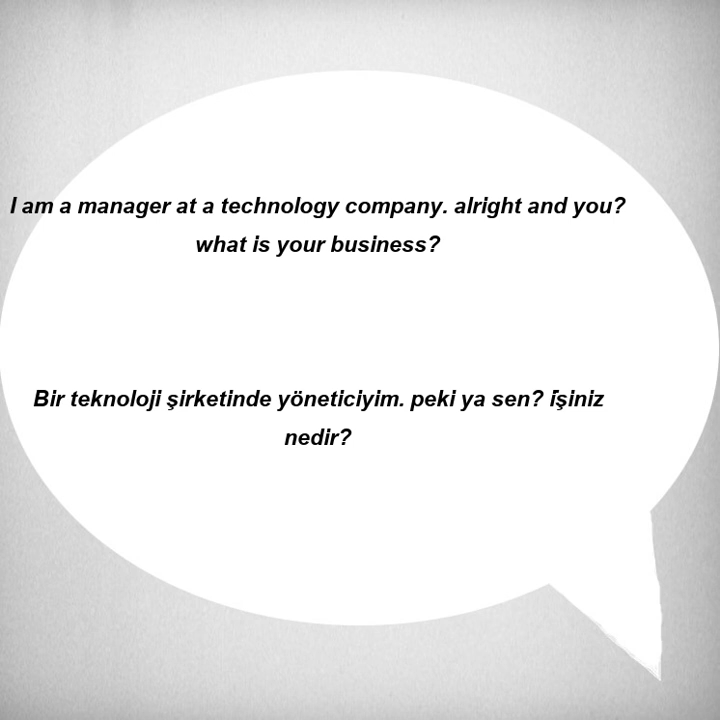 I am a manager at a technology company. alright and you?
what is your business?
Bir teknoloji şirketinde yöneticiyim. peki ya sen? işiniz
nedir?